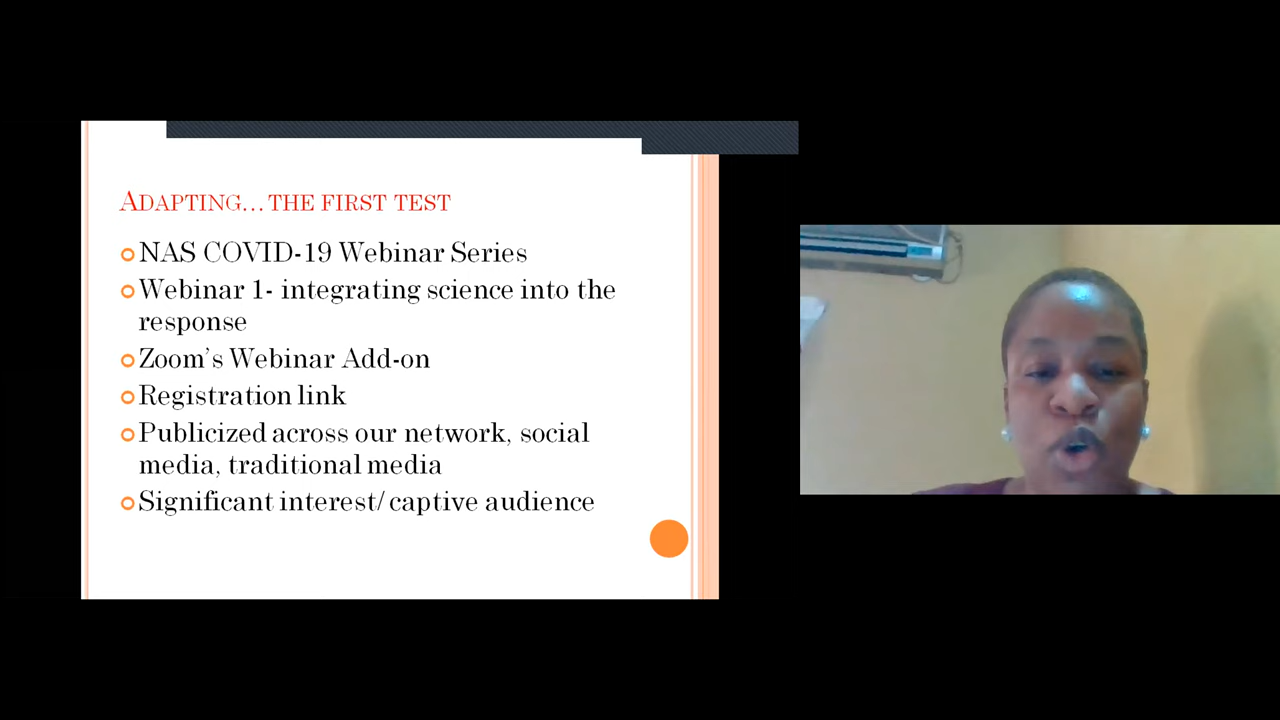 ADAPTING... THE FIRST TEST
NAS COVID-19 Webinar Series
Webinar 1- integrating science into the
response
Zoom's Webinar Add-on
Registration link
Publicized across our network, social
media, traditional media
Significant interest/ captive audience